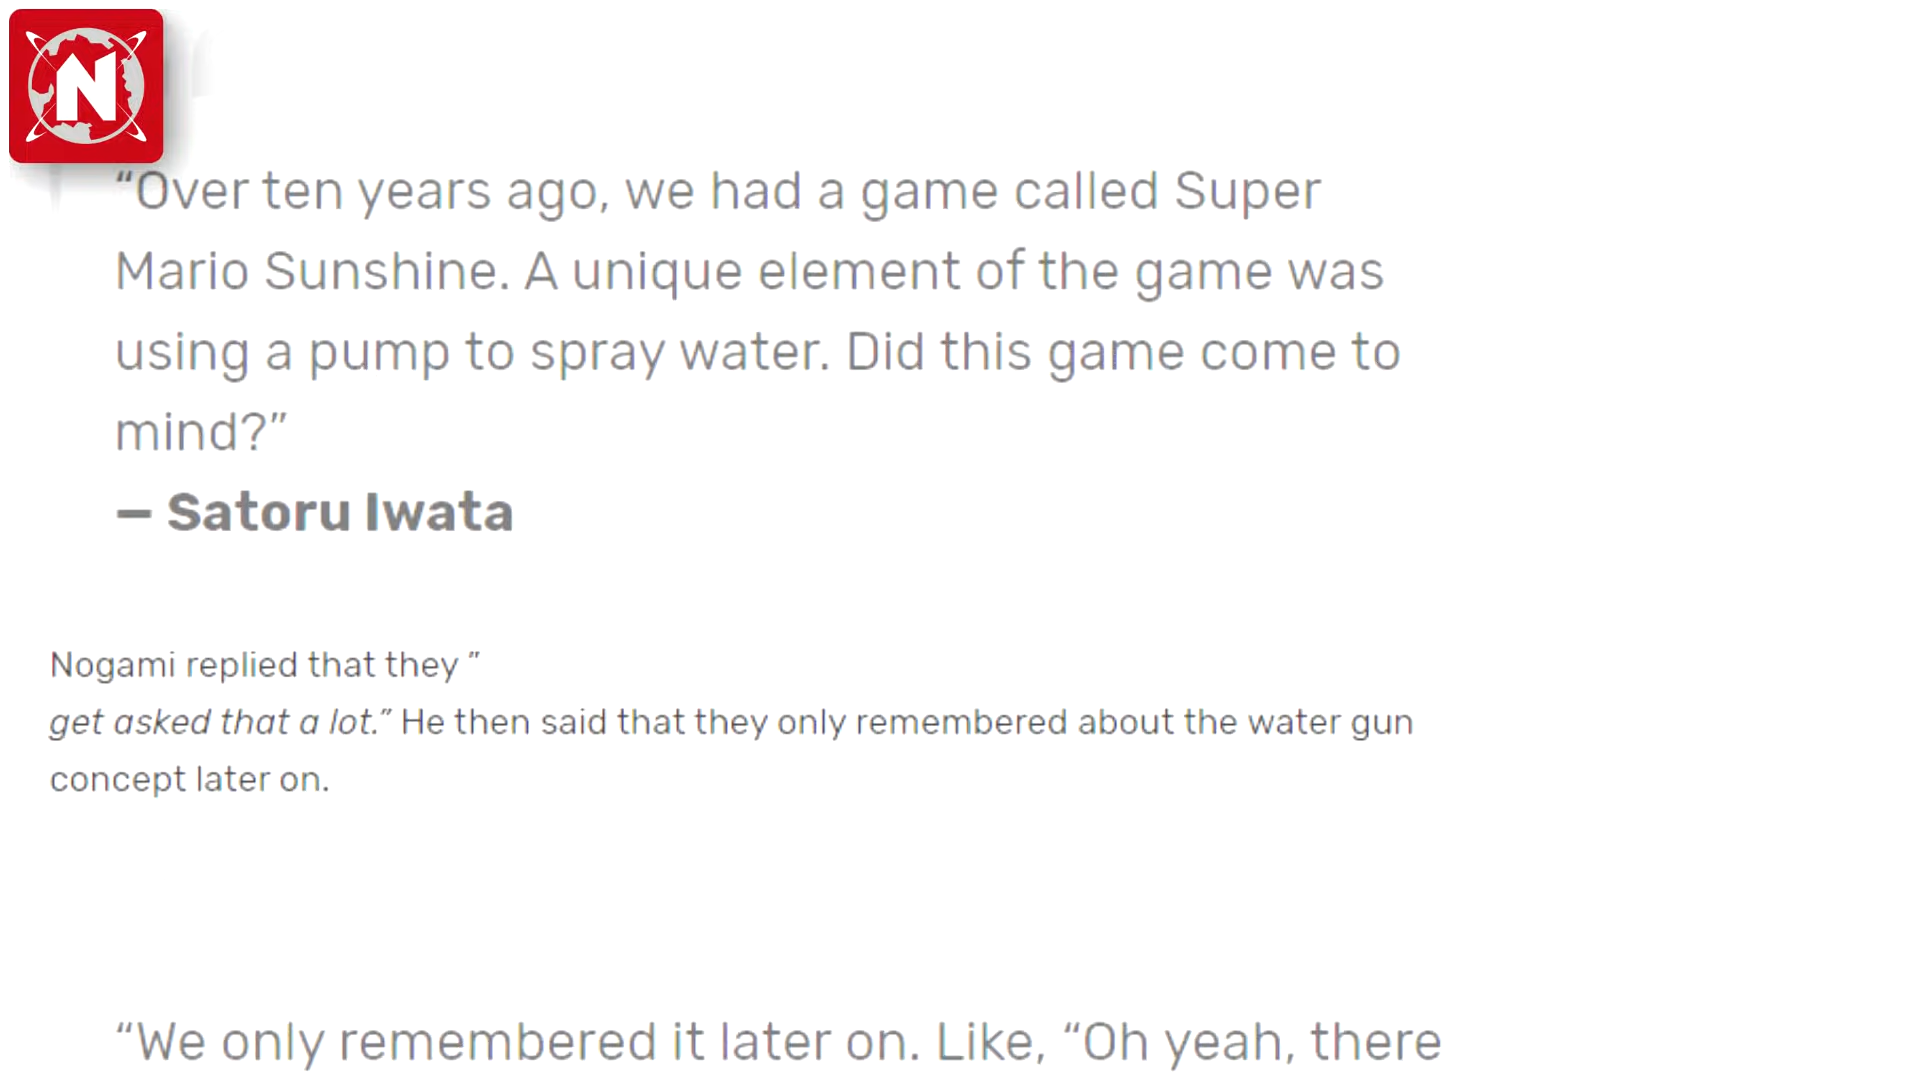 N
“Over ten years ago, we had a game called Super
Mario Sunshine. A unique element of the game was
using a pump to spray water. Did this game come to
mind?”
— Satoru Iwata
Nogami replied that they ”
get asked that a lot.” He then said that they only remembered about the water gun
concept later on.
“We only remembered it later on. Like, “Oh yeah, there